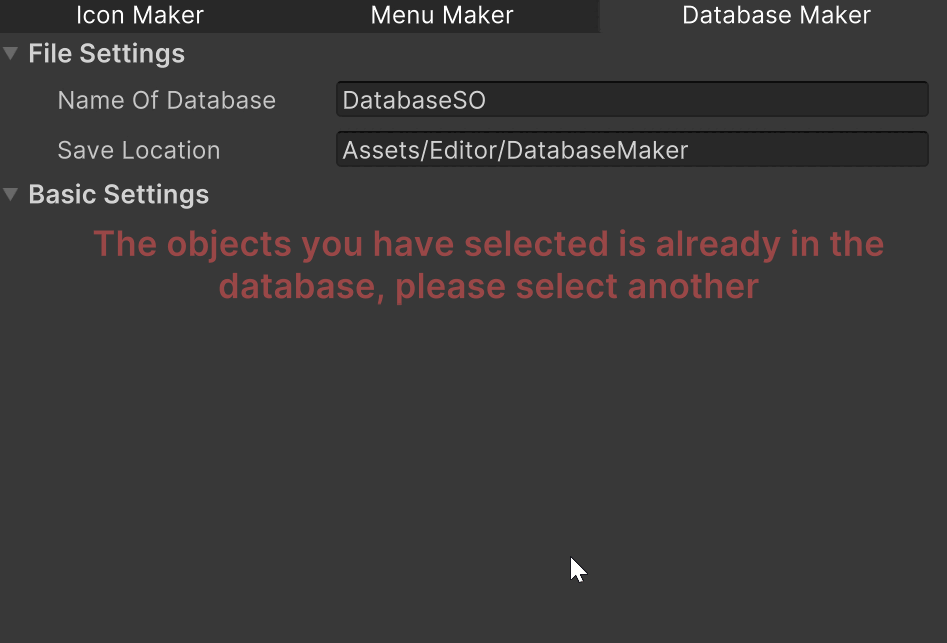 Icon Maker Menu Maker Database Maker
File Settings
Name Of Database DatabaseSO
Save Location Assets/Editor/DatabaseMaker
Basic Settings
The objects you have selected is already in the
database, please select another